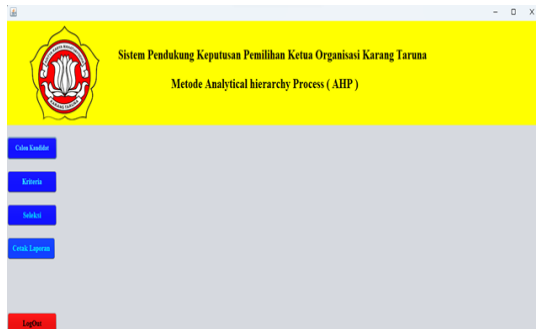 Sistem Pendukung Keputusan Pemilihan Ketua Organisasi Karang Taruna
Metode Analytical hierarchy Process ( AHP )
Calon Kandidat
Kriteria
Seleksi
Cetak Laporan
LogOut